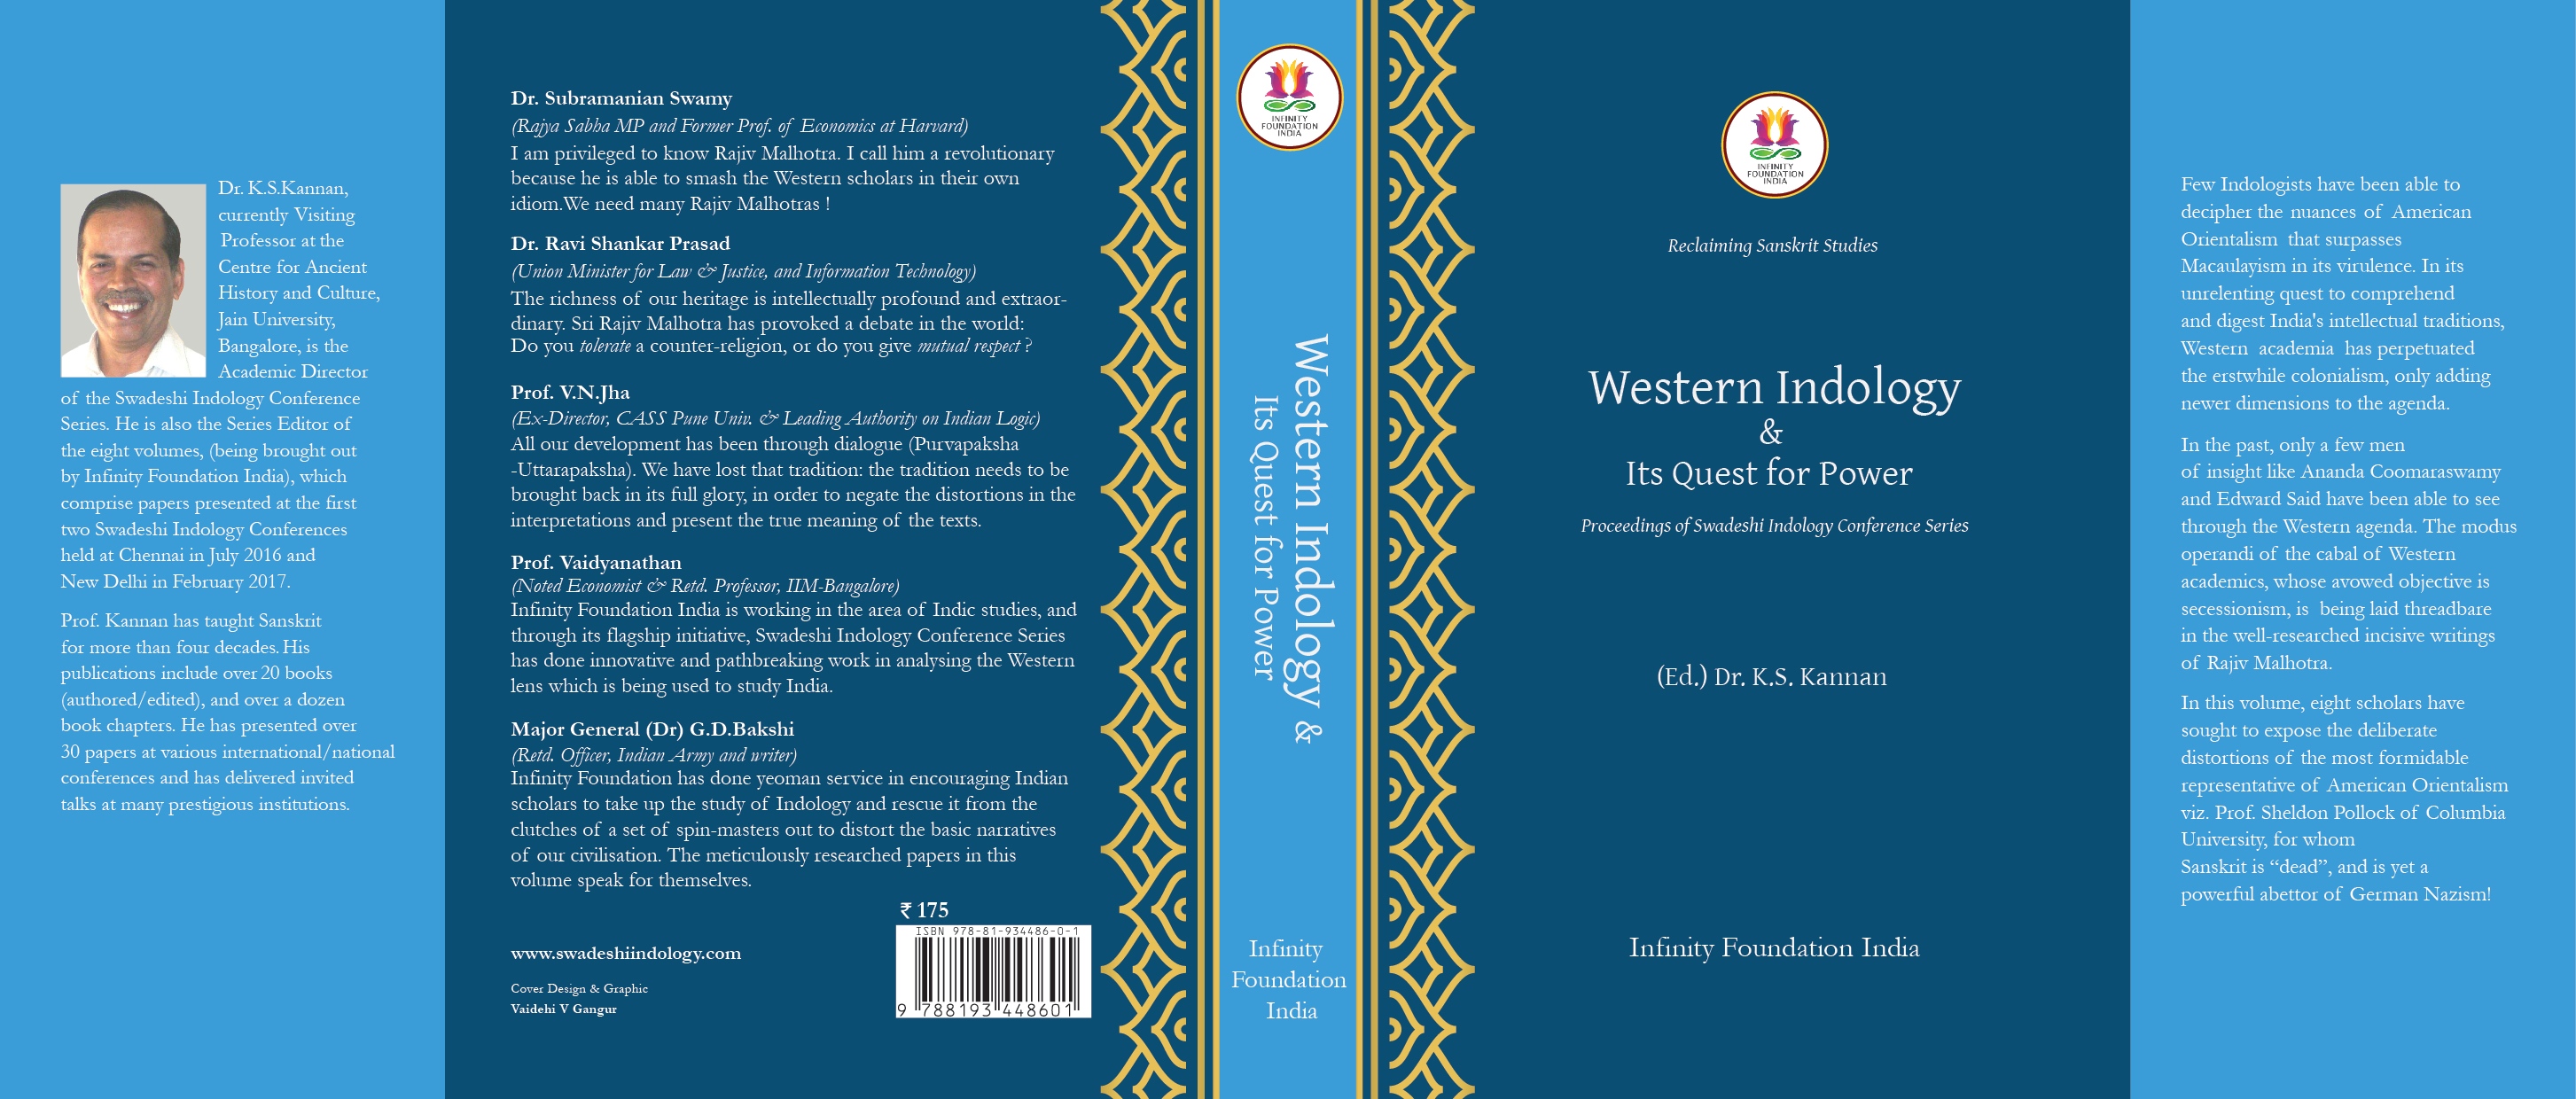 Dr. K.S.Kannan,
currently Visiting
Professor at the
Centre for Ancient
History and Culture,
Jain University,
Bangalore, is the
Academic Director
of the Swadeshi Indology Conference
Series. He is also the Series Editor of
the eight volumes, (being brought out
by Infinity Foundation India), which
comprise papers presented at the first
two Swadeshi Indology Conferences
held at Chennai in July 2016 and
New Delhi in February 2017.
Prof. Kannan has taught Sanskrit
for more than four decades. His
publications include over 20 books
(authored/edited), and over a dozen
book chapters. He has presented over
30 papers at various international/national
conferences and has delivered invited
talks at many prestigious institutions.
Dr. Subramanian Swamy
(Rajya Sabha MP and Former Prof. of Economics at Harvard)
I am privileged to know Rajiv Malhotra. I call him a revolutionary
because he is able to smash the Western scholars in their own
idiom.We need many Rajiv Malhotras !
Dr. Ravi Shankar Prasad
(Union Minister for Law & Justice, and Information Technology)
The richness of our heritage is intellectually profound and extraor-
dinary. Sri Rajiv Malhotra has provoked a debate in the world:
Do you tolerate a counter-religion, or do you give mutual respect ?
Prof. V.N.Jha
(Ex-Director, CASS Pune Univ. & Leading Authority on Indian Logic)
All our development has been through dialogue (Purvapaksha
-Uttarapaksha). We have lost that tradition: the tradition needs to be
brought back in its full glory, in order to negate the distortions in the
interpretations and present the true meaning of the texts.
Prof. Vaidyanathan
(Noted Economist & Retd. Professor, IIM-Bangalore)
Infinity Foundation India is working in the area of Indic studies, and
through its flagship initiative, Swadeshi Indology Conference Series
has done innovative and pathbreaking work in analysing the Western
lens which is being used to study India.
Major General (Dr) G.D.Bakshi
(Retd. Officer, Indian Army and writer)
Infinity Foundation has done yeoman service in encouraging Indian
scholars to take up the study of Indology and rescue it from the
clutches of a set of spin-masters out to distort the basic narratives
of our civilisation. The meticulously researched papers in this
volume speak for themselves.
₹ 175
ISBN 978-81-934486-0-1
9 788193 448601
www.swadeshiindology.com
Cover Design & Graphic
Vaidehi V Gangur
INFINITY
FOUNDATION
INDIA
Western Indology &
Its Quest for Power
Infinity
Foundation
India
INFINITY
FOUNDATION
INDIA
Reclaiming Sanskrit Studies
Western Indology
&
Its Quest for Power
Proceedings of Swadeshi Indology Conference Series
(Ed.) Dr. K.S. Kannan
Infinity Foundation India
Few Indologists have been able to
decipher the nuances of American
Orientalism that surpasses
Macaulayism in its virulence. In its
unrelenting quest to comprehend
and digest India's intellectual traditions,
Western academia has perpetuated
the erstwhile colonialism, only adding
newer dimensions to the agenda.
In the past, only a few men
of insight like Ananda Coomaraswamy
and Edward Said have been able to see
through the Western agenda. The modus
operandi of the cabal of Western
academics, whose avowed objective is
secessionism, is being laid threadbare
in the well-researched incisive writings
of Rajiv Malhotra.
In this volume, eight scholars have
sought to expose the deliberate
distortions of the most formidable
representative of American Orientalism
viz. Prof. Sheldon Pollock of Columbia
University, for whom
Sanskrit is “dead”, and is yet a
powerful abettor of German Nazism!